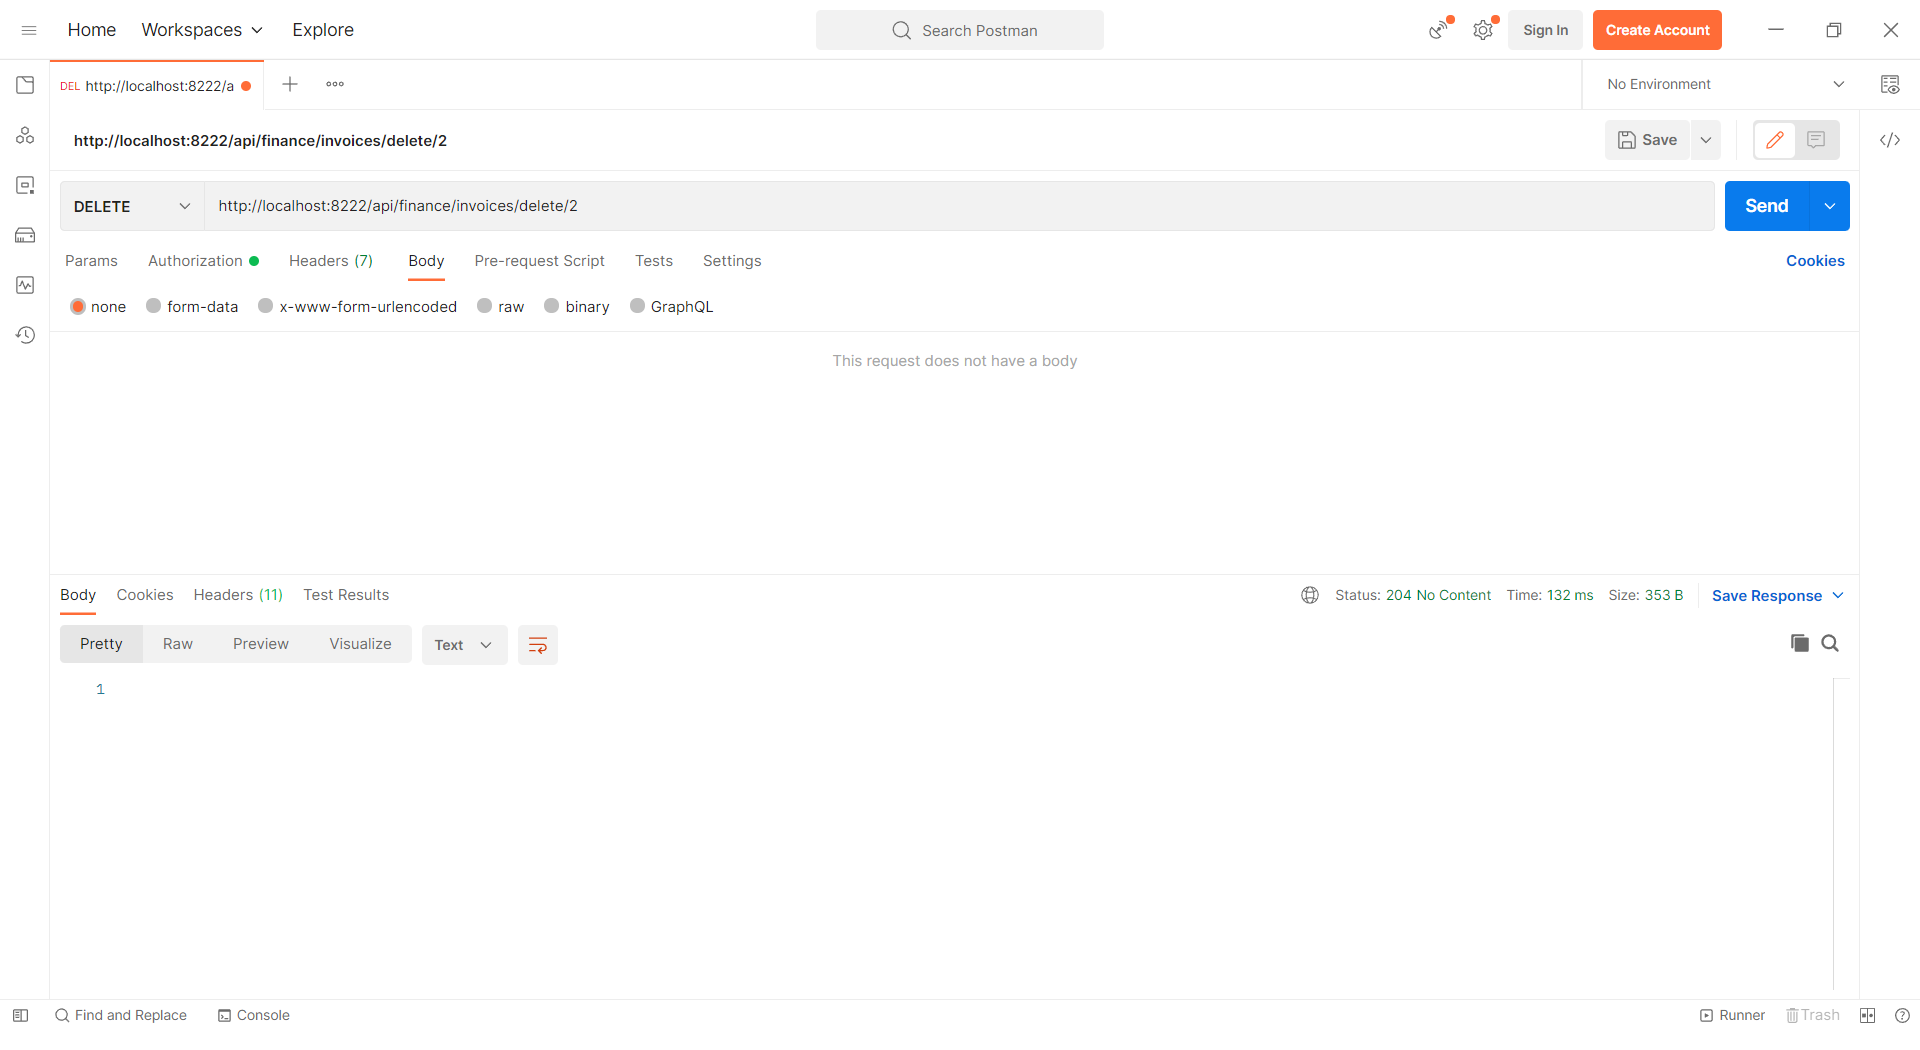 Home Workspaces Explore Search Postman Sign In Create Account
DEL http://localhost:8222/a No Environment
http://localhost:8222/api/finance/invoices/delete/2 Save
DELETE http://localhost:8222/api/finance/invoices/delete/2 Send
Params Authorization Headers (7) Body Pre-request Script Tests Settings Cookies
none form-data x-www-form-urlencoded raw binary GraphQL
This request does not have a body
Body Cookies Headers (11) Test Results Status: 204 No Content Time: 132 ms Size: 353 B Save Response
Pretty Raw Preview Visualize Text
1
Find and Replace Console Runner Trash